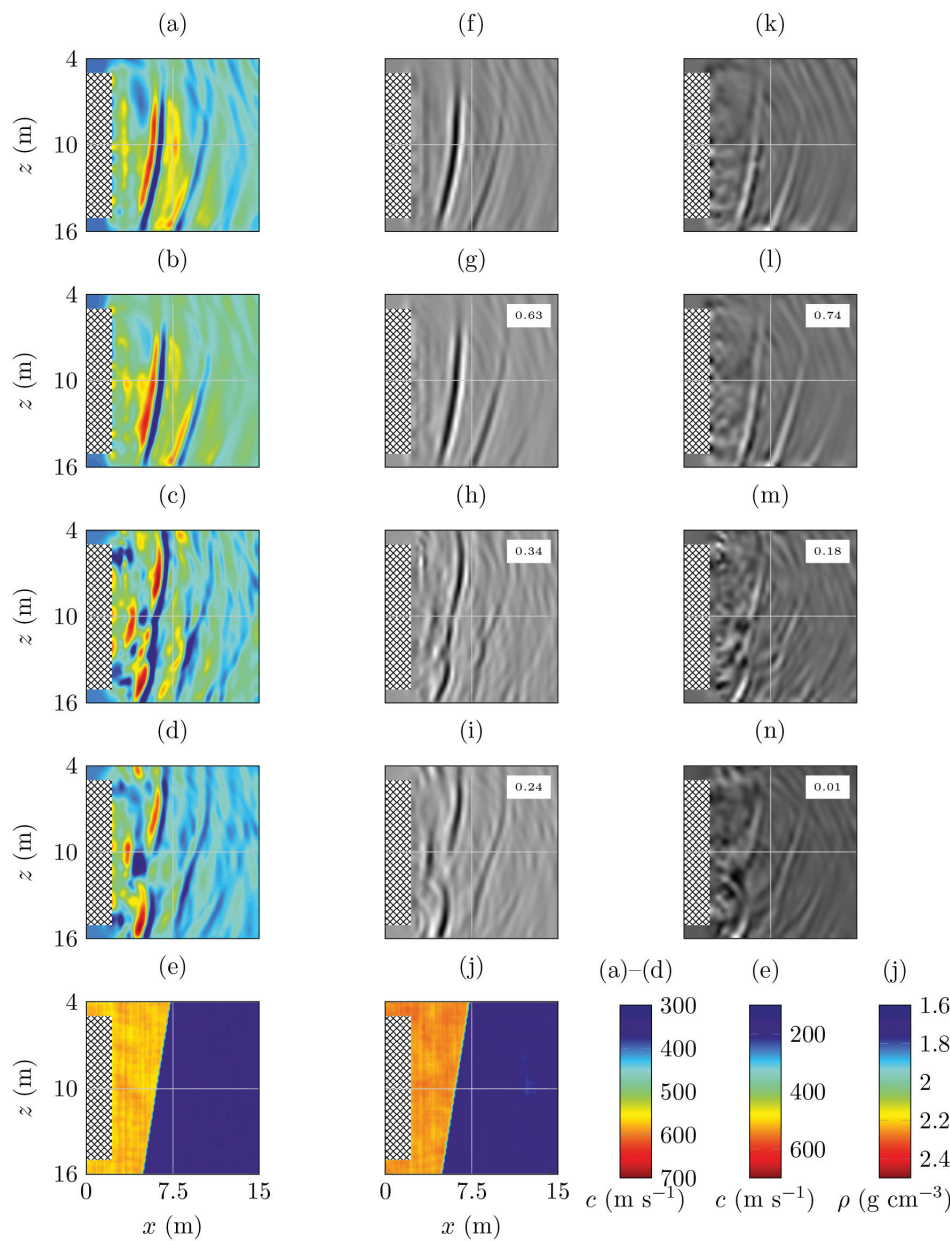 (a) (f) (k)
4
z (m) 10
16
(b) (g) (l)
4
0.63 0.74
z (m) 10
16
(c) (h) (m)
4
0.34 0.18
z (m) 10
16
(d) (i) (n)
4
0.24 0.01
z (m) 10
16
(e) (j) (a)–(d) (e) (j)
4 300 1.6
200 1.8
400
z (m) 10 500 400 2
2.2
600 600
2.4
16 700
0 7.5 15 0 7.5 15 c (m s⁻¹) c (m s⁻¹) ρ (g cm⁻³)
x (m) x (m)